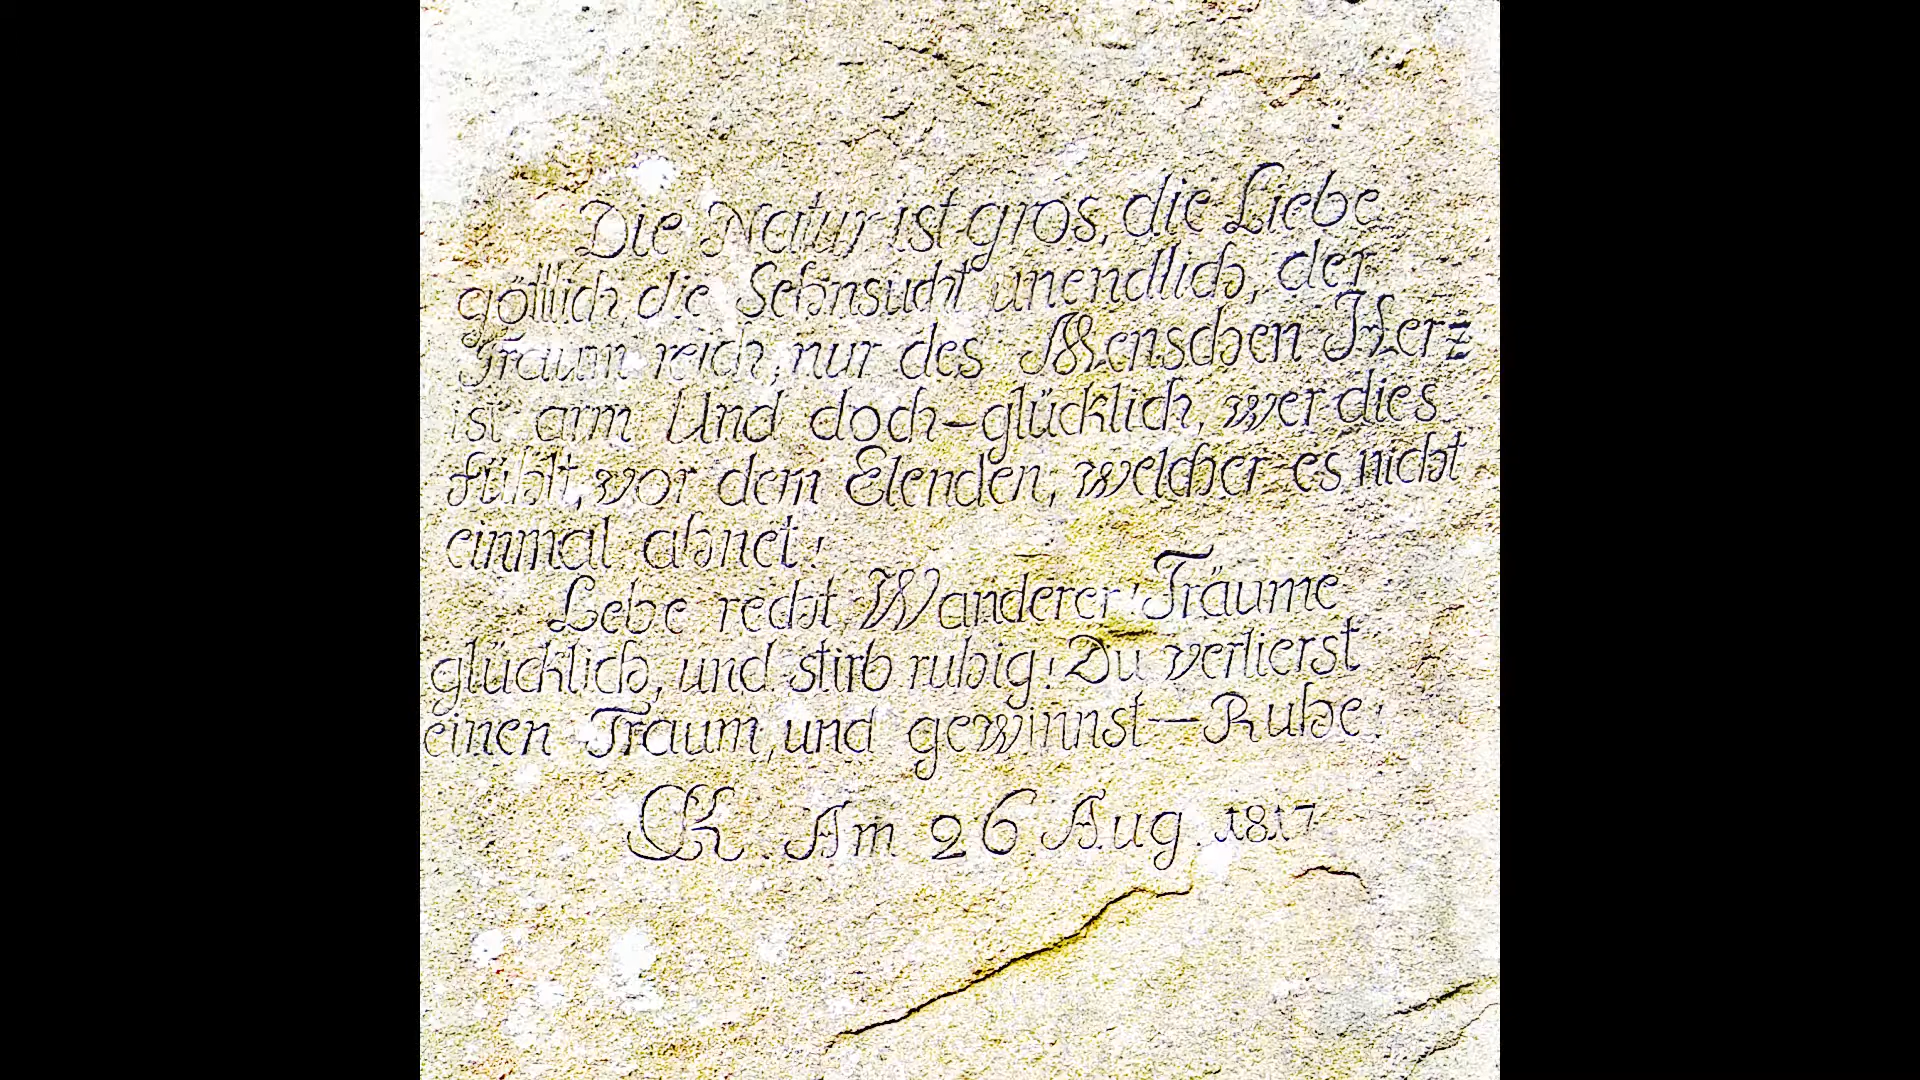 Die Natur ist gros, die Liebe
göttlich, die Sehnsucht unendlich, der
Traum reich, nur des Menschen Herz
ist arm Und doch-glücklich, wer dies
fühlt, vor dem Elenden, welcher es nicht
einmal ahnet!
Lebe recht, Wanderer! Träume
glücklich, und stirb ruhig! Du verlierst
einen Traum, und gewinnst-Ruhe!
CK. Am 26 Aug. 1817